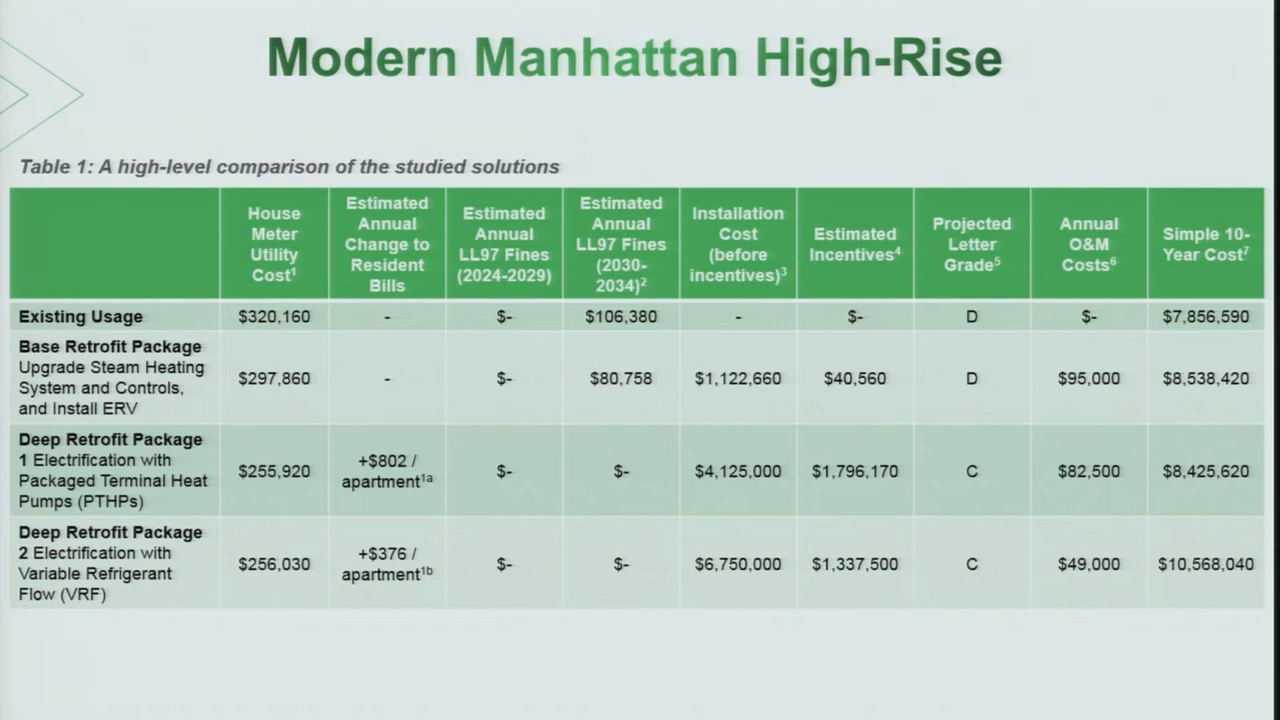 Modern Manhattan High-Rise
Table 1: A high-level comparison of the studied solutions
House
Meter
Utility
Cost¹
Estimated
Annual
Change to
Resident
Bills
Estimated
Annual
LL97 Fines
(2024-2029)
Estimated
Annual
LL97 Fines
(2030-
2034)²
Installation
Cost
(before
incentives)³
Estimated
Incentives⁴
Projected
Letter
Grade⁵
Annual
O&M
Costs⁶
Simple 10-
Year Cost⁷
Existing Usage
$320,160
-
$-
$106,380
-
$-
D
$-
$7,856,590
Base Retrofit Package
Upgrade Steam Heating
System and Controls,
and Install ERV
$297,860
-
$-
$80,758
$1,122,660
$40,560
D
$95,000
$8,538,420
Deep Retrofit Package
1 Electrification with
Packaged Terminal Heat
Pumps (PTHPs)
$255,920
+$802 /
apartment¹ᵃ
$-
$-
$4,125,000
$1,796,170
C
$82,500
$8,425,620
Deep Retrofit Package
2 Electrification with
Variable Refrigerant
Flow (VRF)
$256,030
+$376 /
apartment¹ᵇ
$-
$-
$6,750,000
$1,337,500
C
$49,000
$10,568,040